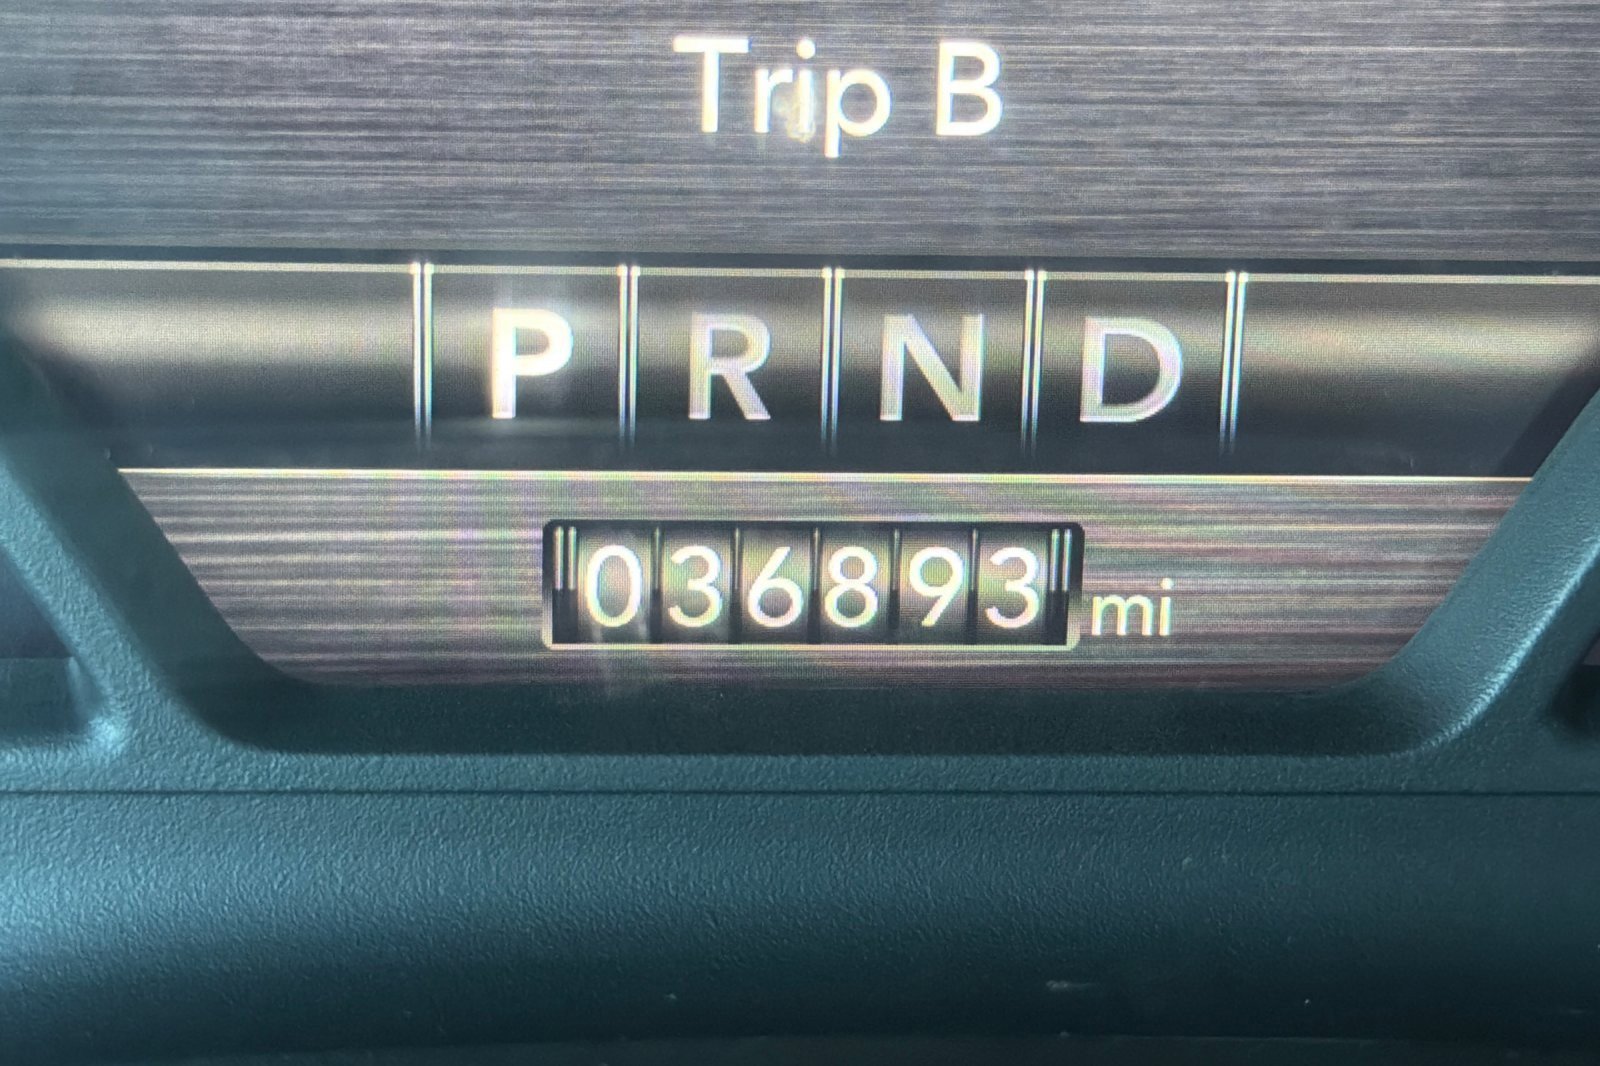 Trip B
P R N D
036893 mi